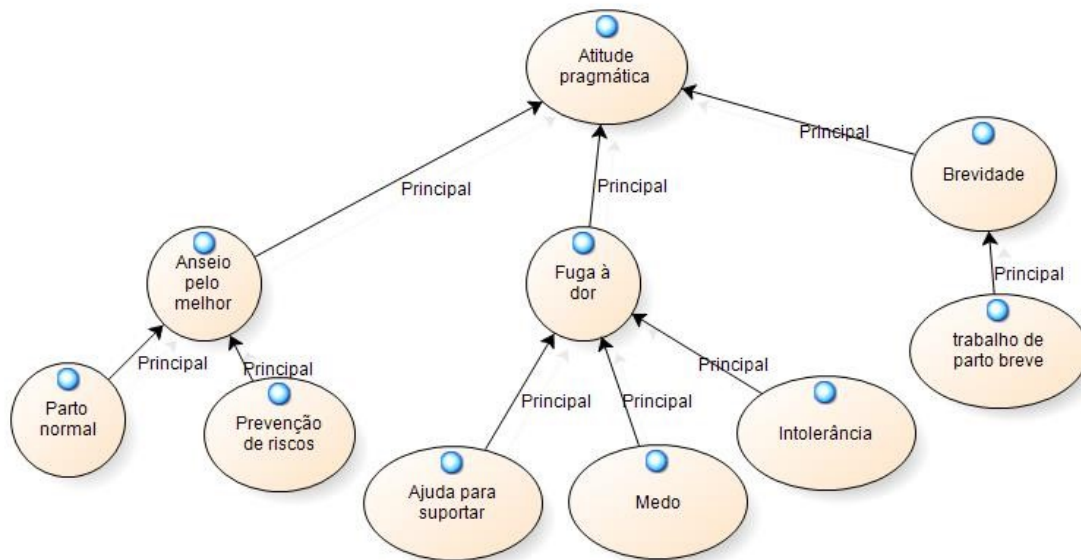 Atitude
pragmática
Principal
Brevidade
Principal
Principal
Anseio
pelo
melhor
Fuga à
dor
Principal
trabalho de
parto breve
Principal
Principal
Principal
Parto
normal
Prevenção
de riscos
Principal
Principal
Intolerância
Ajuda para
suportar
Medo